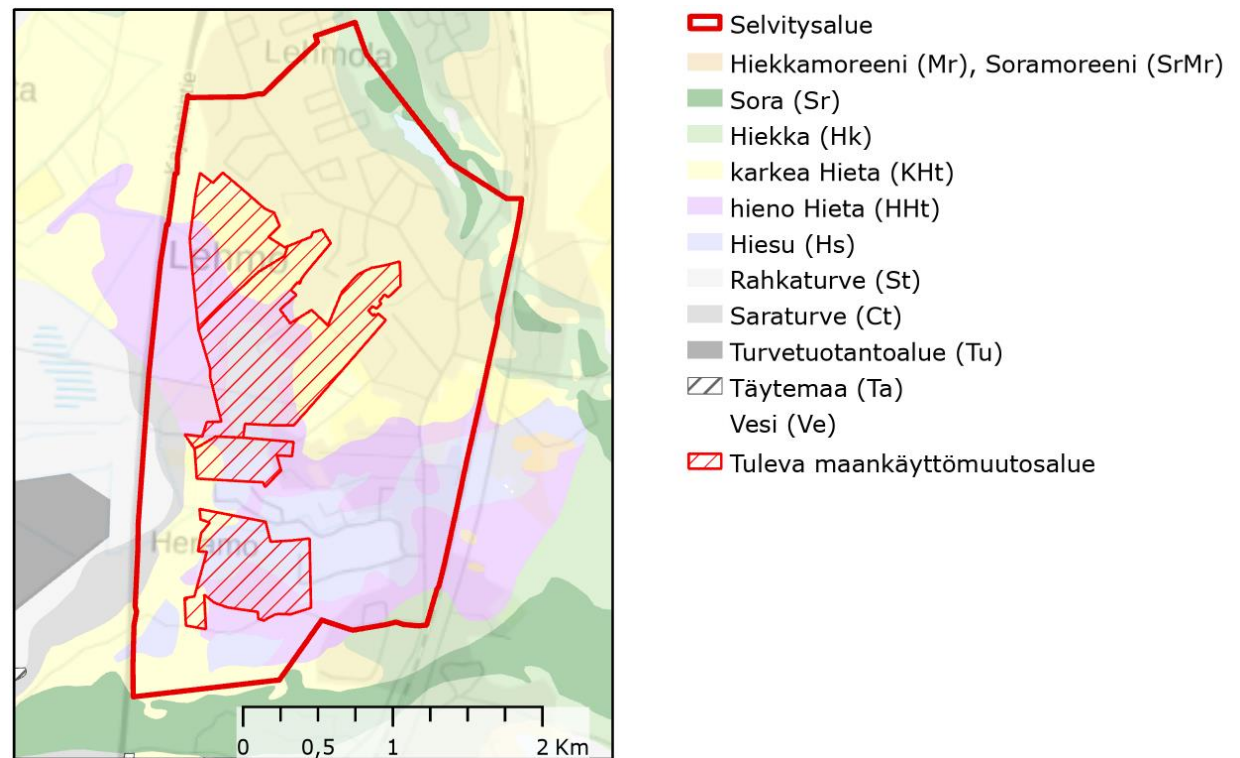 Lehmola
Lehmo
Heramo
0 0,5 1 2 Km
Selvitysalue
Hiekkamoreeni (Mr), Soramoreeni (SrMr)
Sora (Sr)
Hiekka (Hk)
karkea Hieta (KHt)
hieno Hieta (HHt)
Hiesu (Hs)
Rahkaturve (St)
Saraturve (Ct)
Turvetuotantoalue (Tu)
Täytemaa (Ta)
Vesi (Ve)
Tuleva maankäyttömuutosalue